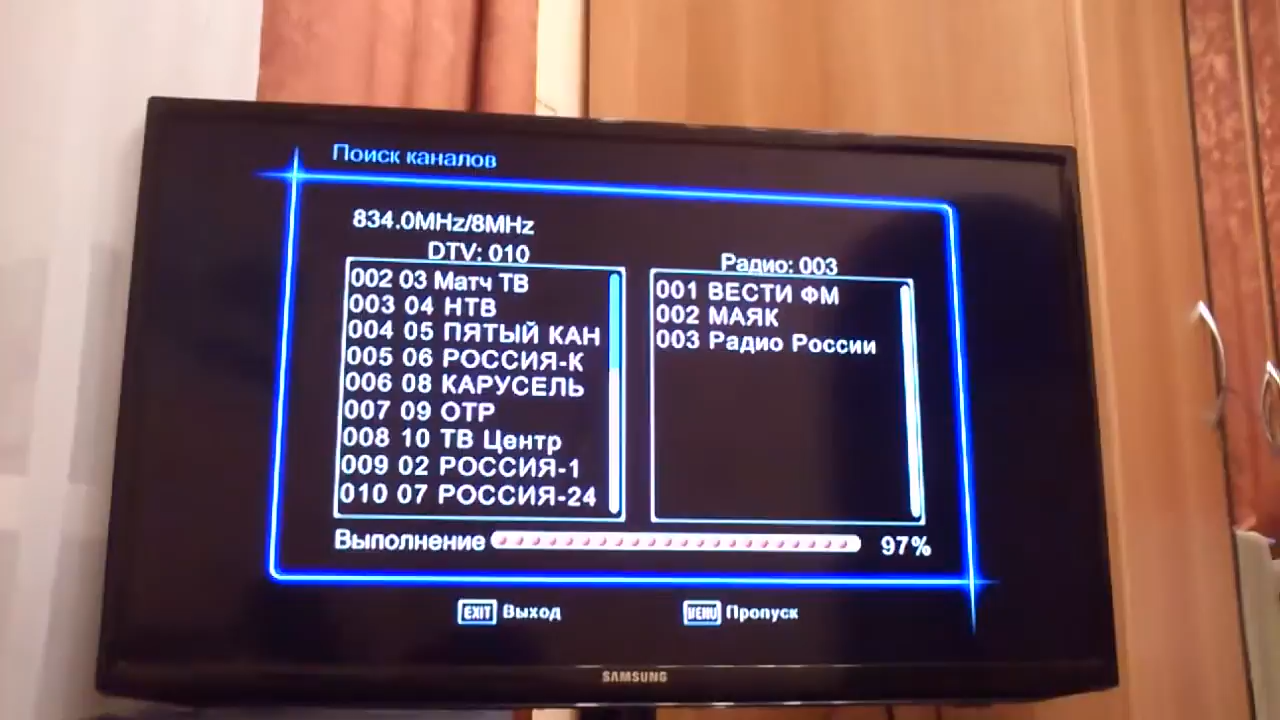 Поиск каналов
834.0MHz/8MHz
DTV: 010
002 03 Матч ТВ
003 04 НТВ
004 05 ПЯТЫЙ КАН
005 06 РОССИЯ-К
006 08 КАРУСЕЛЬ
007 09 ОТР
008 10 ТВ Центр
009 02 РОССИЯ-1
010 07 РОССИЯ-24
Радио: 003
001 ВЕСТИ ФМ
002 МАЯК
003 Радио России
Выполнение 97%
EXIT Выход MENU Пропуск
SAMSUNG